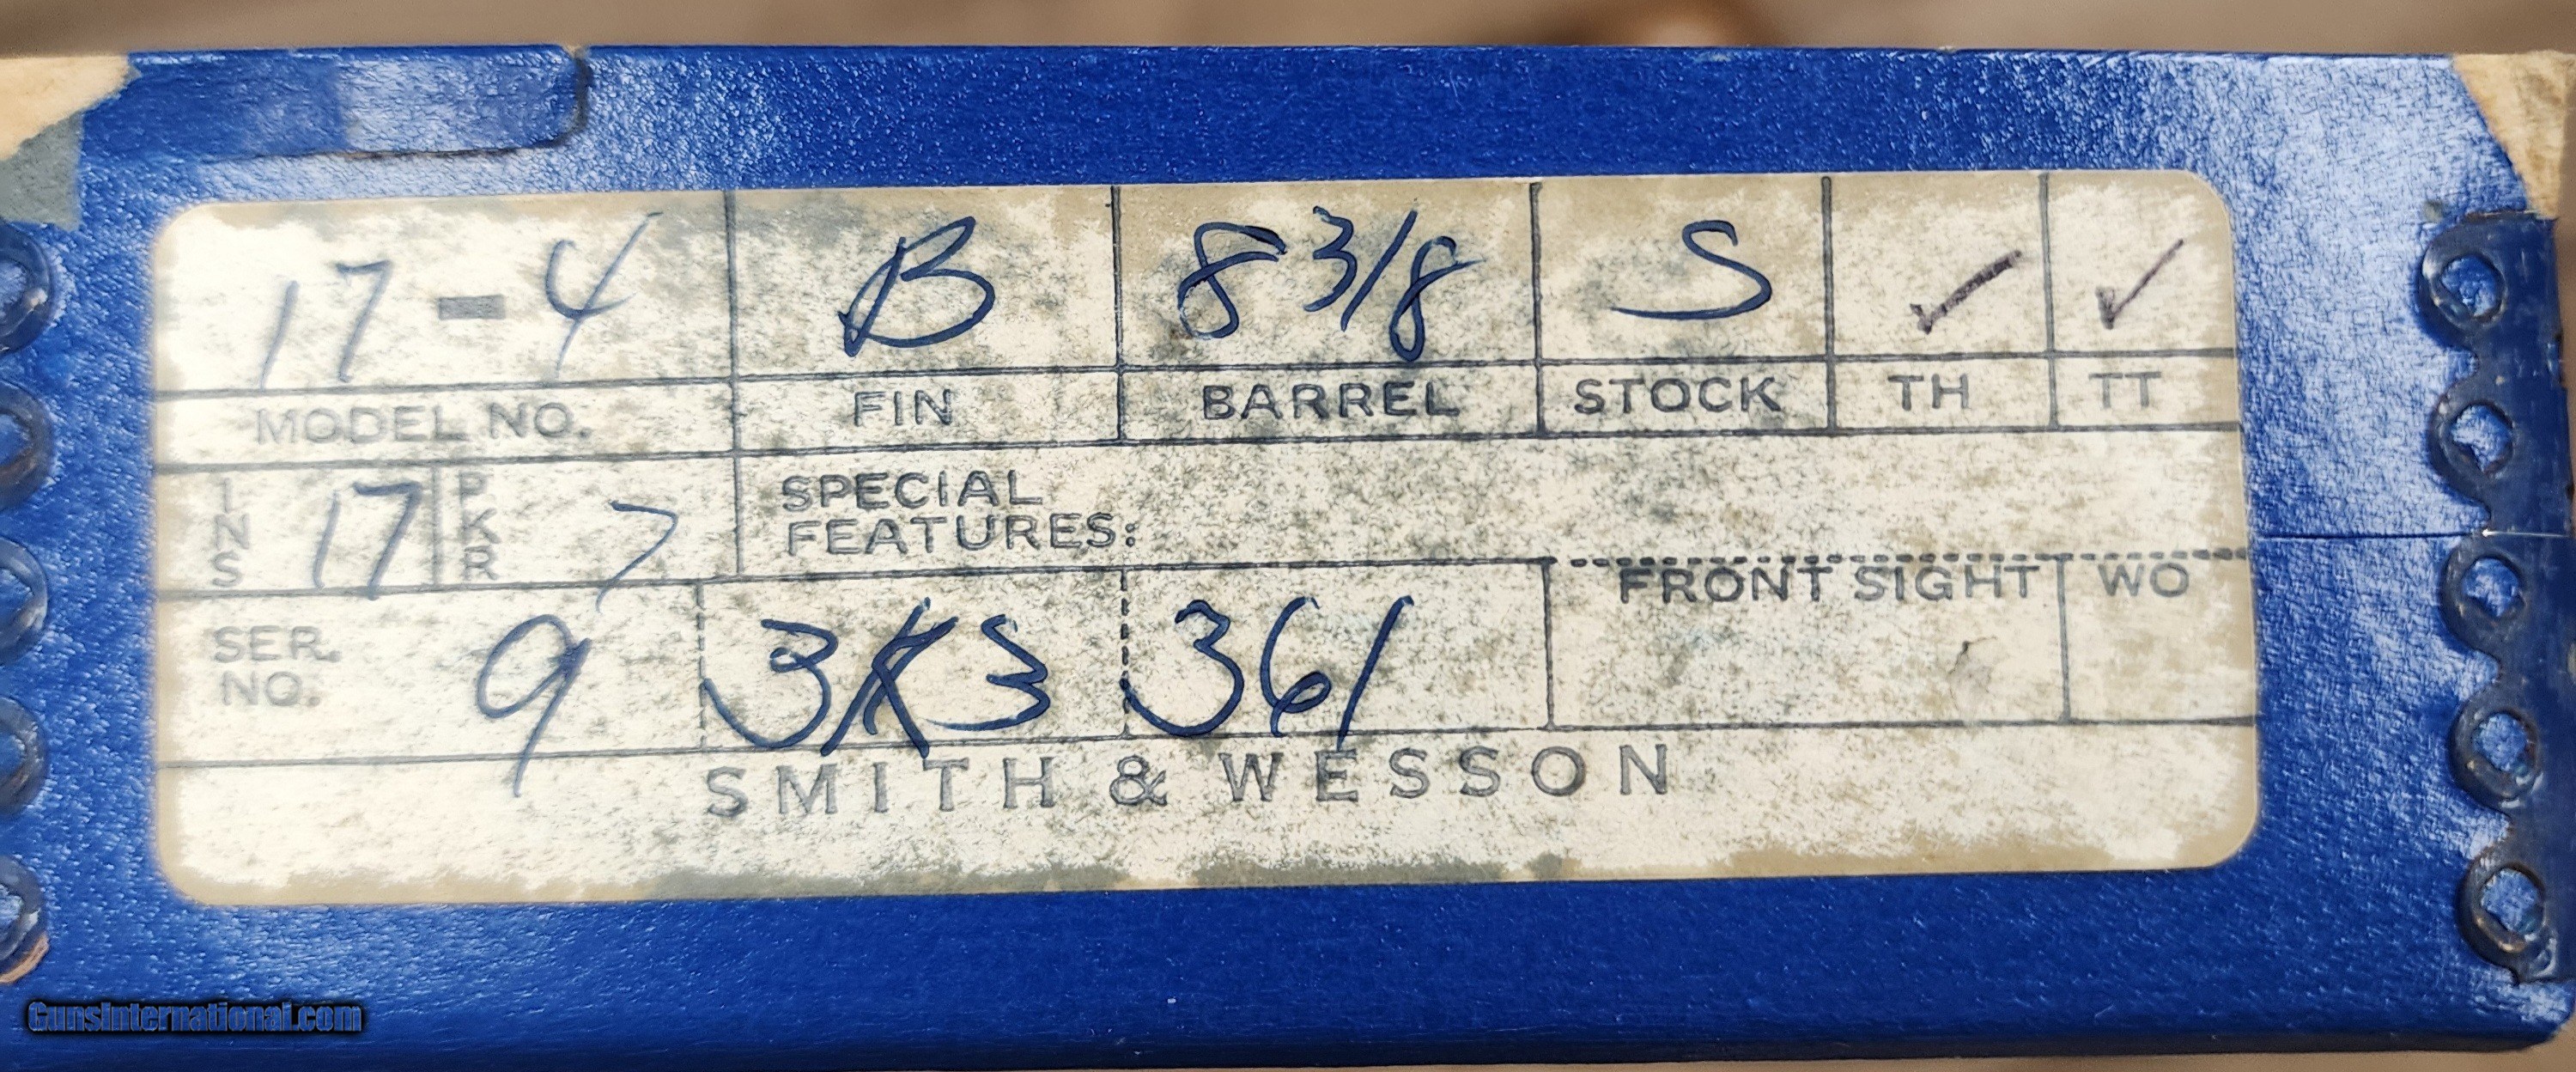 17-4 B 8 3/8 S ✓ ✓
MODEL NO. FIN BARREL STOCK TH TT
INS 17 PKR 7 SPECIAL
FEATURES:
FRONT SIGHT WO
SER. NO. 9 3K3 361
SMITH & WESSON
GunsInternational.com